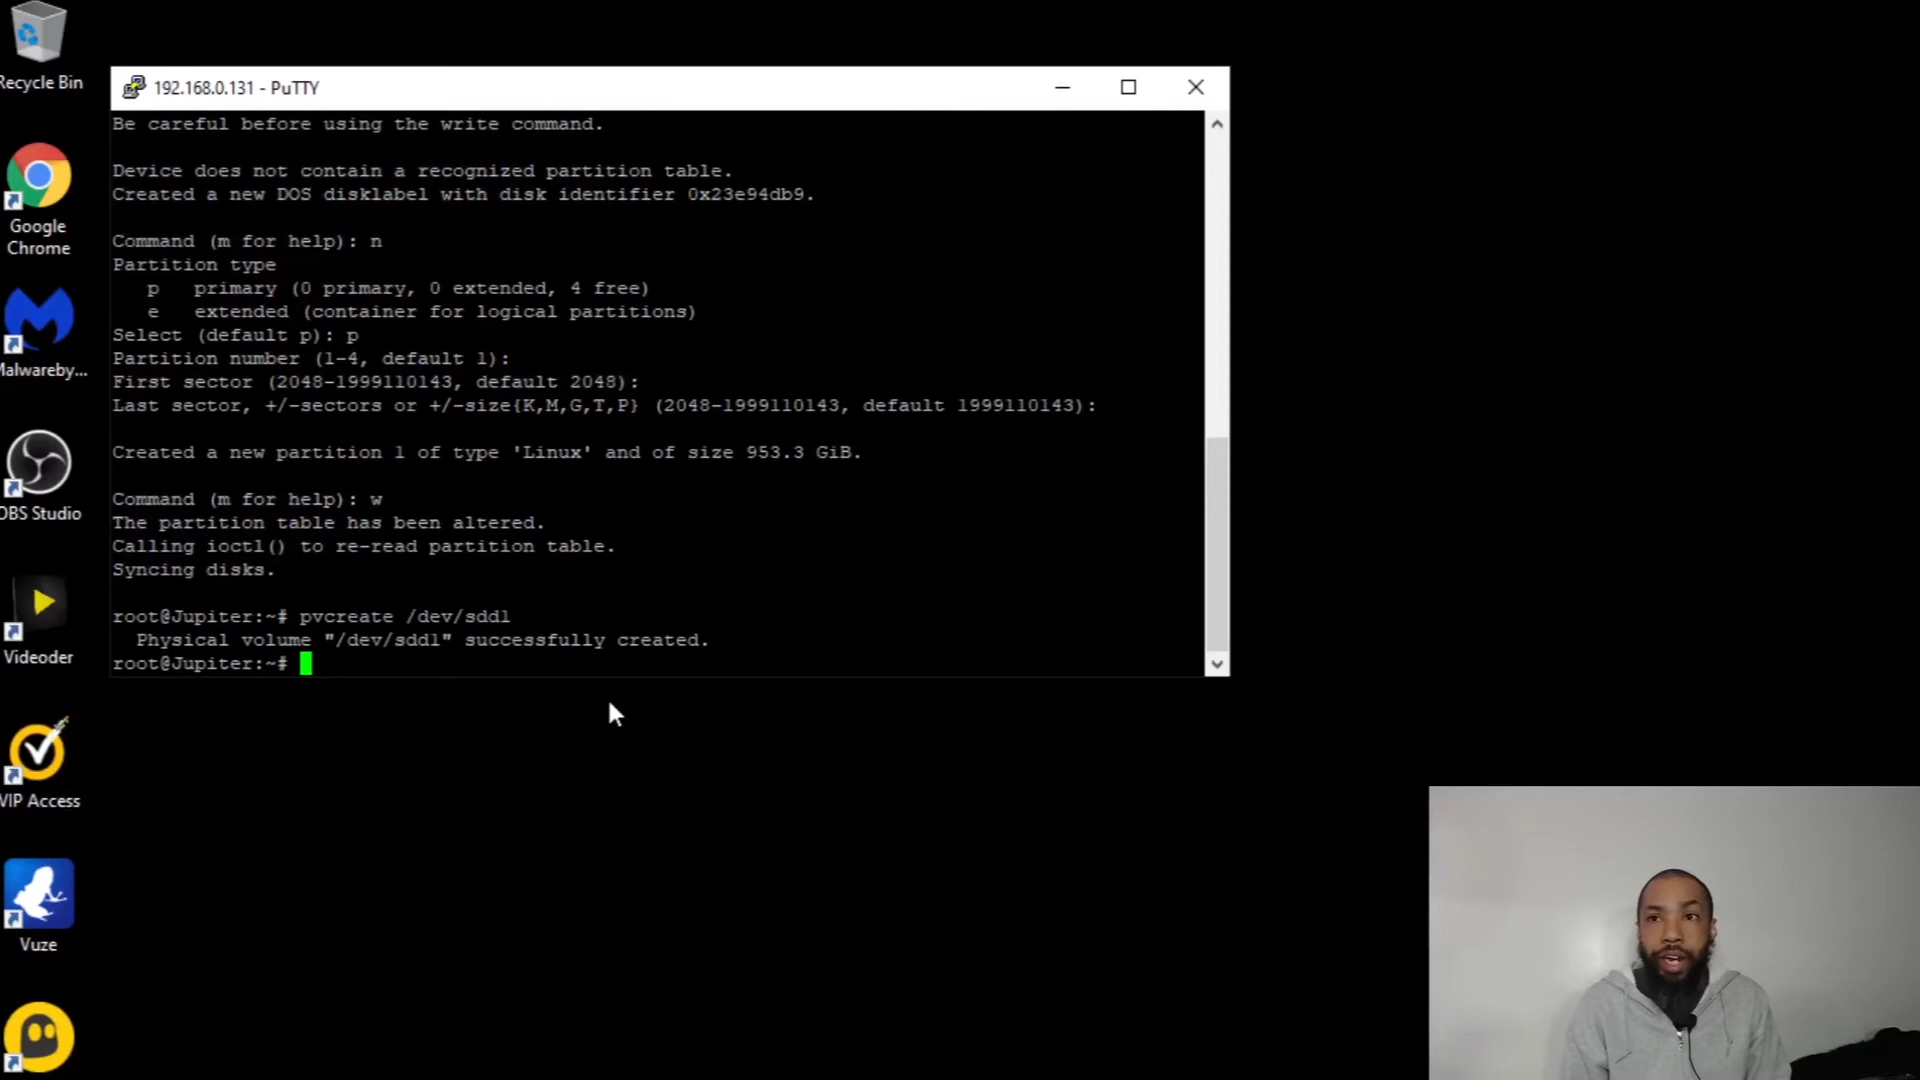 Recycle Bin
192.168.0.131 - PuTTY
Be careful before using the write command.
Device does not contain a recognized partition table.
Created a new DOS disklabel with disk identifier 0x23e94db9.
Command (m for help): n
Partition type
p   primary (0 primary, 0 extended, 4 free)
e   extended (container for logical partitions)
Select (default p): p
Partition number (1-4, default 1):
First sector (2048-1999110143, default 2048):
Last sector, +/-sectors or +/-size{K,M,G,T,P} (2048-1999110143, default 1999110143):
Created a new partition 1 of type 'Linux' and of size 953.3 GiB.
Command (m for help): w
The partition table has been altered.
Calling ioctl() to re-read partition table.
Syncing disks.
root@Jupiter:~# pvcreate /dev/sdd1
Physical volume "/dev/sdd1" successfully created.
root@Jupiter:~#
Google
Chrome
Malwareby...
OBS Studio
Videoder
VIP Access
Vuze